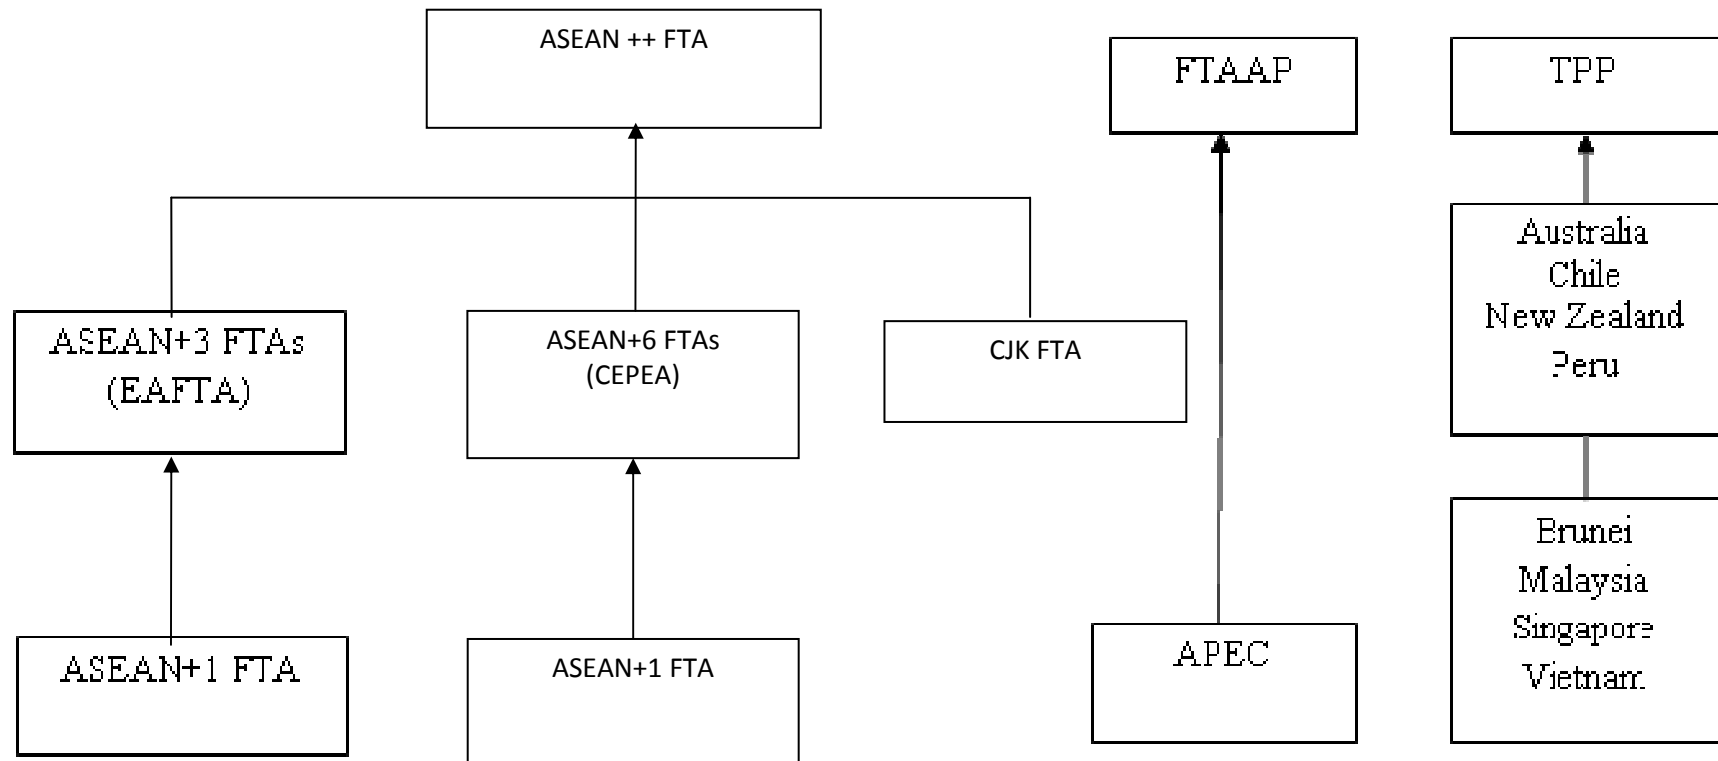 ASEAN ++ FTA
FTAAP
TPP
ASEAN+3 FTAs
(EAFTA)
ASEAN+6 FTAs
(CEPEA)
CJK FTA
Australia
Chile
New Zealand
Peru
ASEAN+1 FTA
ASEAN+1 FTA
APEC
Brunei
Malaysia
Singapore
Vietnam